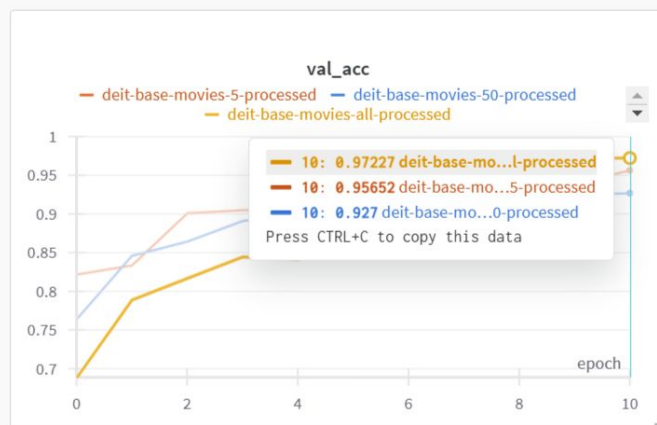 val_acc
deit-base-movies-5-processed deit-base-movies-50-processed
deit-base-movies-all-processed
1
0.95
0.9
0.85
0.8
0.75
0.7
10: 0.97227 deit-base-mo...l-processed
10: 0.95652 deit-base-mo...5-processed
10: 0.927 deit-base-mo...0-processed
Press CTRL+C to copy this data
epoch
0 2 4 6 8 10